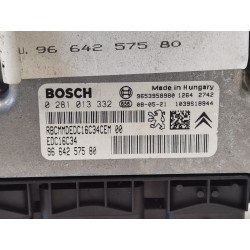 u. 96 642 575 80
BOSCH
Made in Hungary
9653958980 1264 2742
0 281 013 332
08-05-21 1039S18944
RBCMMDEDC16C34CEM 00
EDC16C34
96 642 575 80